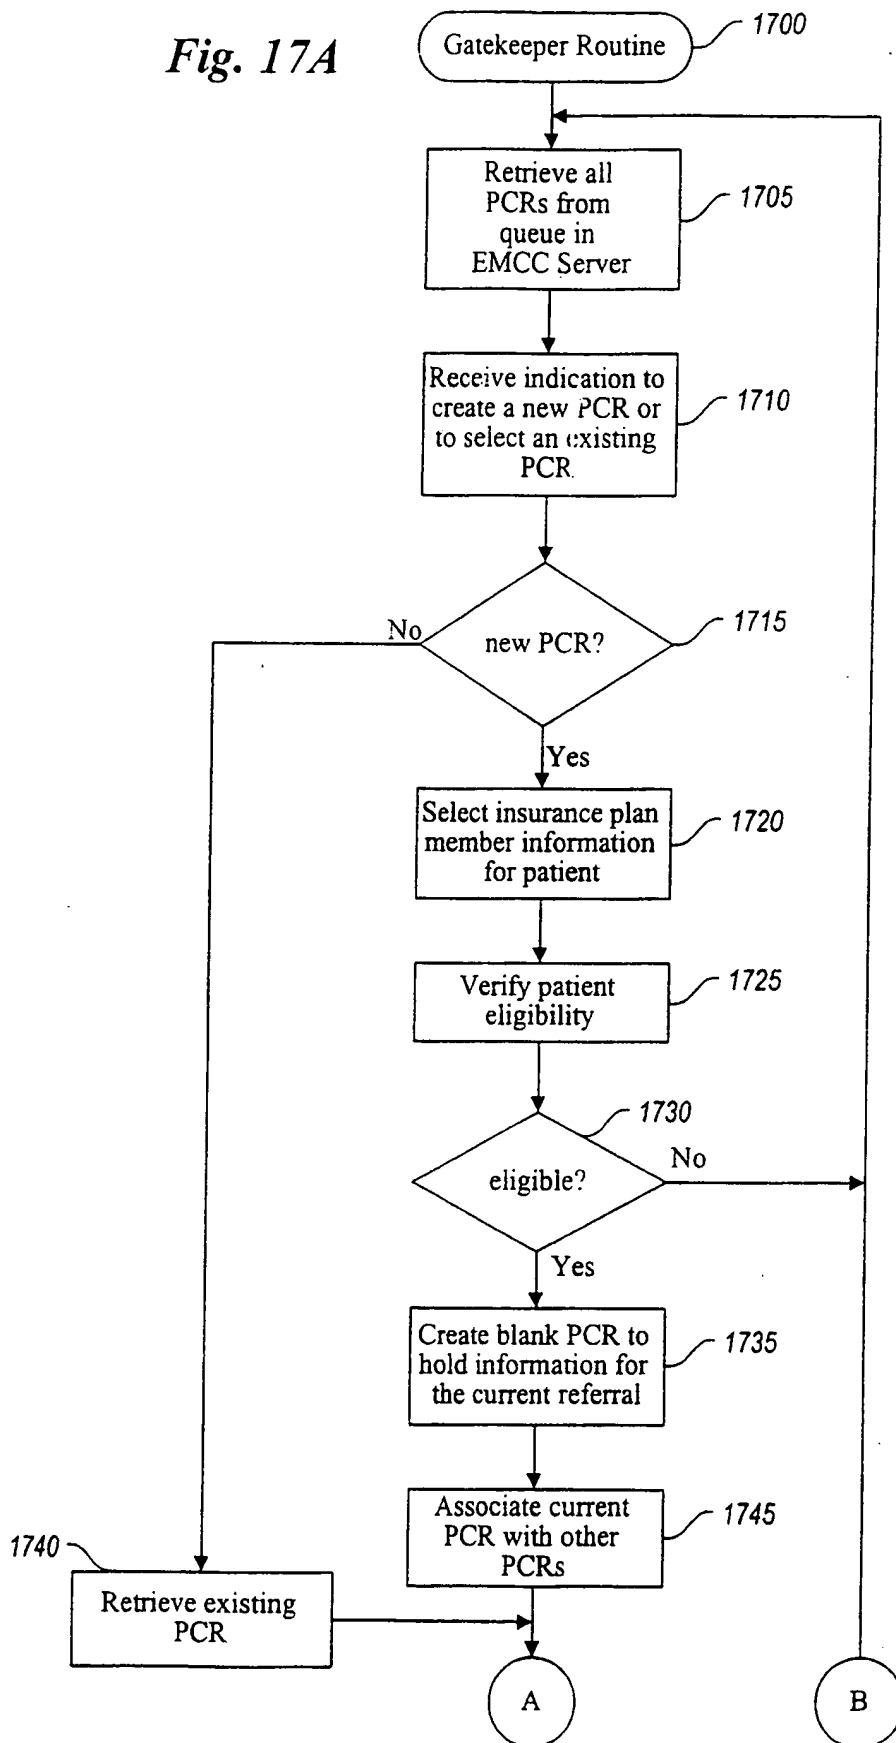 Fig. 17A
Gatekeeper Routine
1700
Retrieve all
PCRs from
queue in
EMCC Server
1705
Receive indication to
create a new PCR or
to select an existing
PCR
1710
new PCR?
1715
No
Yes
Select insurance plan
member information
for patient
1720
Verify patient
eligibility
1725
eligible?
1730
No
Yes
Create blank PCR to
hold information for
the current referral
1735
Associate current
PCR with other
PCRs
1745
1740
Retrieve existing
PCR
A
B